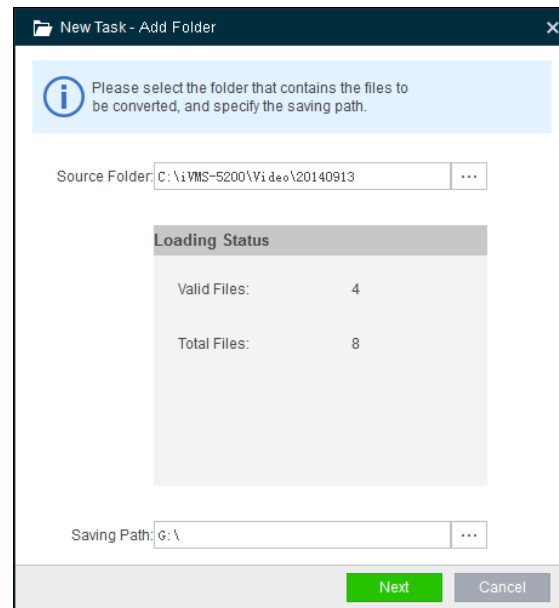 New Task - Add Folder
Please select the folder that contains the files to
be converted, and specify the saving path.
Source Folder: C:\iVMS-5200\Video\20140913 ...
Loading Status
Valid Files: 4
Total Files: 8
Saving Path: G:\ ...
Next Cancel